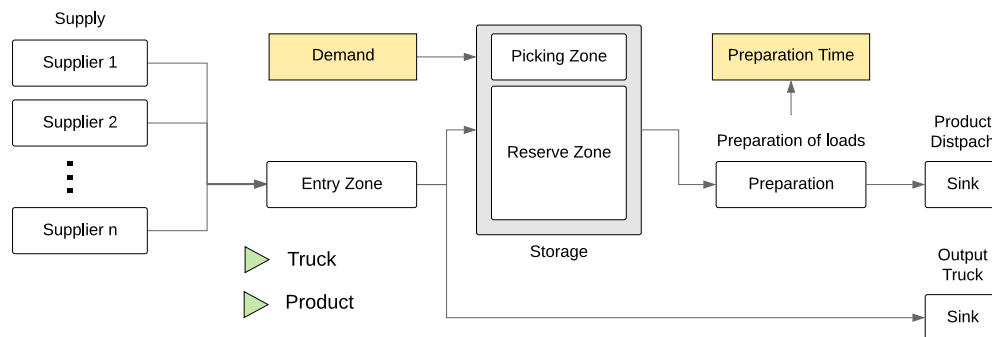 Supply
Supplier 1
Supplier 2
Supplier n
Entry Zone
Truck
Product
Demand
Picking Zone
Reserve Zone
Storage
Preparation Time
Preparation of loads
Preparation
Product
Distpach
Sink
Output
Truck
Sink